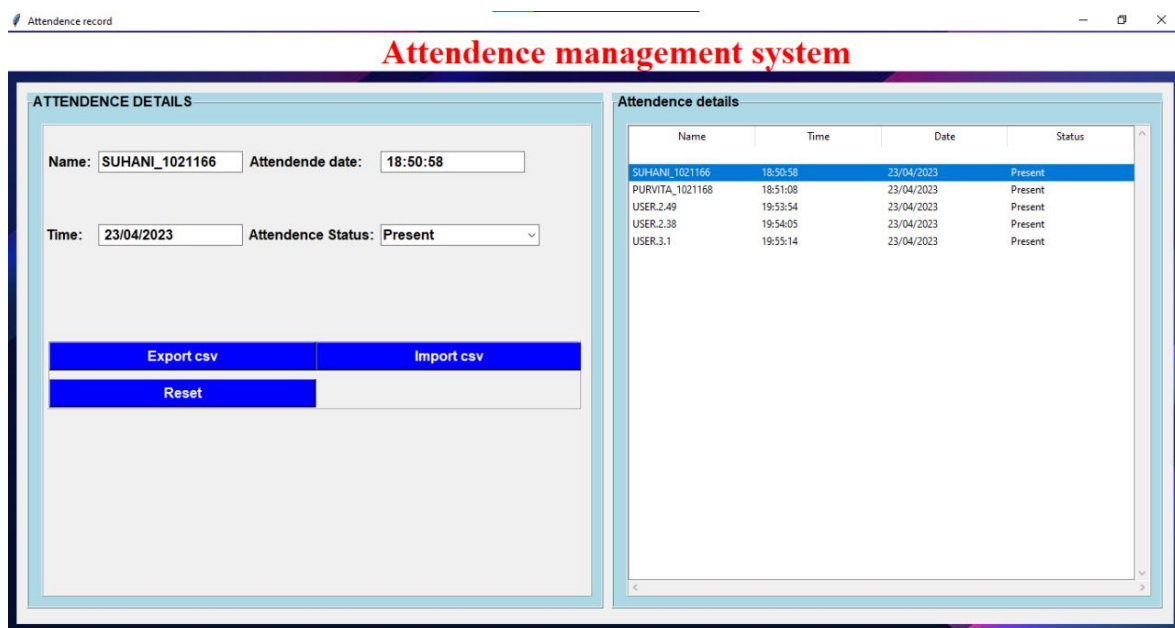 Attendence record
Attendence management system
ATTENDENCE DETAILS
Name: SUHANI_1021166 Attendende date: 18:50:58
Time: 23/04/2023 Attendence Status: Present
Export csv Import csv
Reset
Attendence details
Name Time Date Status
SUHANI_1021166 18:50:58 23/04/2023 Present
PURVITA_1021168 18:51:08 23/04/2023 Present
USER.2.49 19:53:54 23/04/2023 Present
USER.2.38 19:54:05 23/04/2023 Present
USER.3.1 19:55:14 23/04/2023 Present